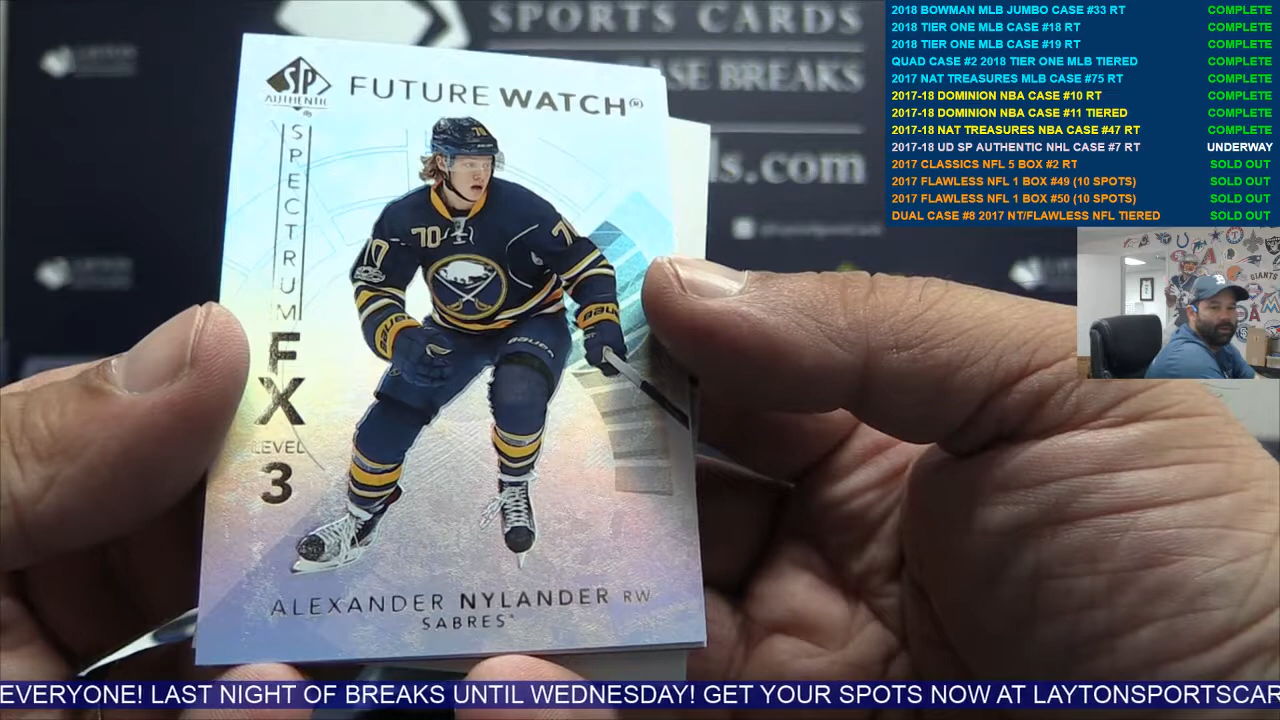 SPORTS CARDS
BREAKS
s.com
SP
AUTHENTIC
FUTURE WATCH®
SPECTRUM
FX
LEVEL
3
70
70
BAUER
ALEXANDER NYLANDER RW
SABRES
2018 BOWMAN MLB JUMBO CASE #33 RT COMPLETE
2018 TIER ONE MLB CASE #18 RT COMPLETE
2018 TIER ONE MLB CASE #19 RT COMPLETE
QUAD CASE #2 2018 TIER ONE MLB TIERED COMPLETE
2017 NAT TREASURES MLB CASE #75 RT COMPLETE
2017-18 DOMINION NBA CASE #10 RT COMPLETE
2017-18 DOMINION NBA CASE #11 TIERED COMPLETE
2017-18 NAT TREASURES NBA CASE #47 RT COMPLETE
2017-18 UD SP AUTHENTIC NHL CASE #7 RT UNDERWAY
2017 CLASSICS NFL 5 BOX #2 RT SOLD OUT
2017 FLAWLESS NFL 1 BOX #49 (10 SPOTS) SOLD OUT
2017 FLAWLESS NFL 1 BOX #50 (10 SPOTS) SOLD OUT
DUAL CASE #8 2017 NT/FLAWLESS NFL TIERED SOLD OUT
GIANTS
EVERYONE! LAST NIGHT OF BREAKS UNTIL WEDNESDAY! GET YOUR SPOTS NOW AT LAYTONSPORTSCAR